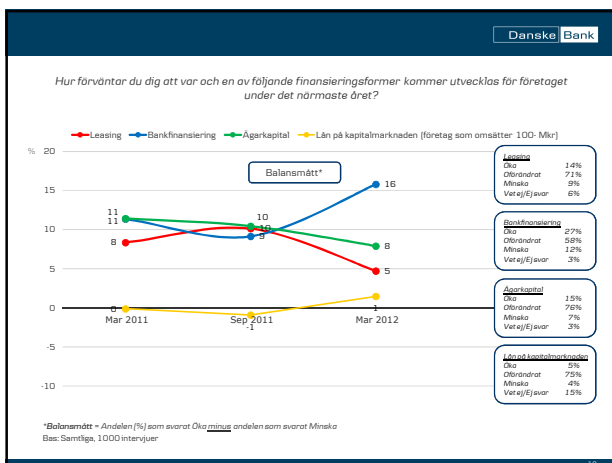 Danske Bank
Hur förväntar du dig att var och en av följande finansieringsformer kommer utvecklas för företaget
under det närmaste året?
Leasing Bankfinansiering Ägarkapital Lån på kapitalmarknaden (företag som omsätter 100- Mkr)
% 20
15
10
5
0
-5
-10
Balansmått*
11
11
8
0
10
10
9
-1
16
8
5
1
Mar 2011 Sep 2011 Mar 2012
Leasing
Öka 14%
Oförändrat 71%
Minska 9%
Vet ej/Ej svar 6%
Bankfinansiering
Öka 27%
Oförändrat 58%
Minska 12%
Vet ej/Ej svar 3%
Ägarkapital
Öka 15%
Oförändrat 76%
Minska 7%
Vet ej/Ej svar 3%
Lån på kapitalmarknaden
Öka 5%
Oförändrat 75%
Minska 4%
Vet ej/Ej svar 15%
*Balansmått = Andelen (%) som svarat Öka minus andelen som svarat Minska
Bas: Samtliga, 1000 intervjuer